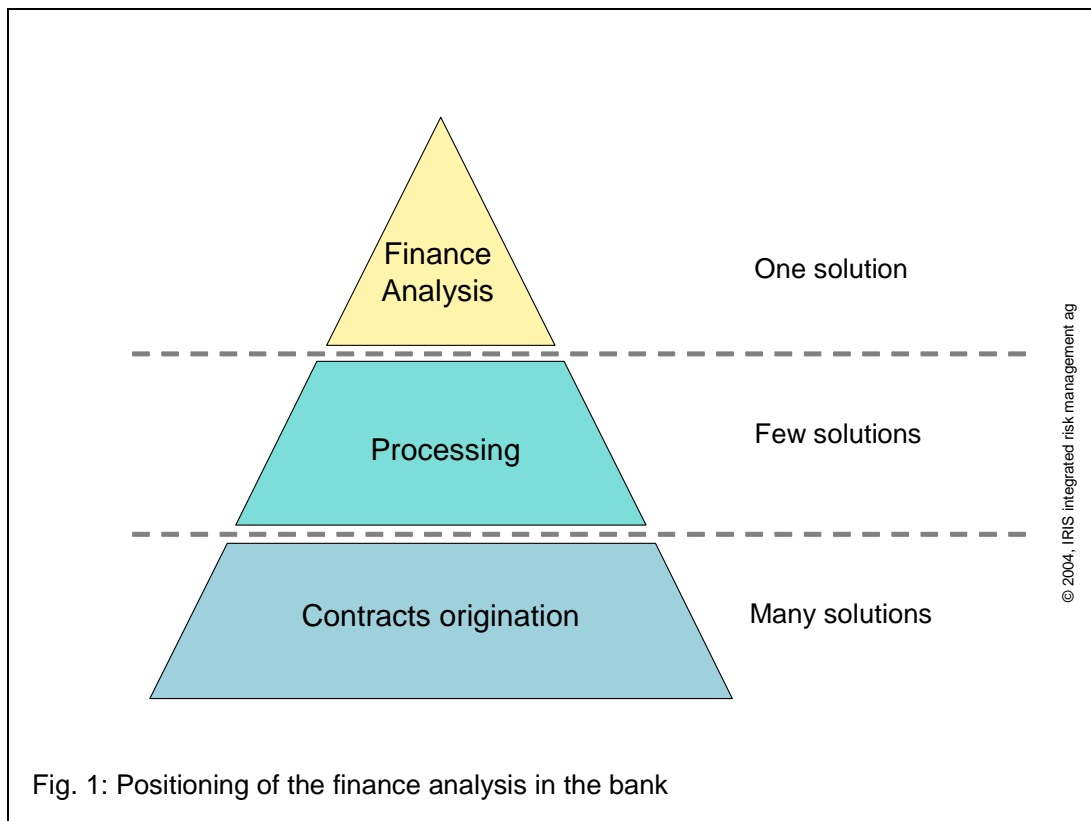 Finance
Analysis
One solution
Processing
Few solutions
Contracts origination
Many solutions
© 2004, IRIS integrated risk management ag
Fig. 1: Positioning of the finance analysis in the bank